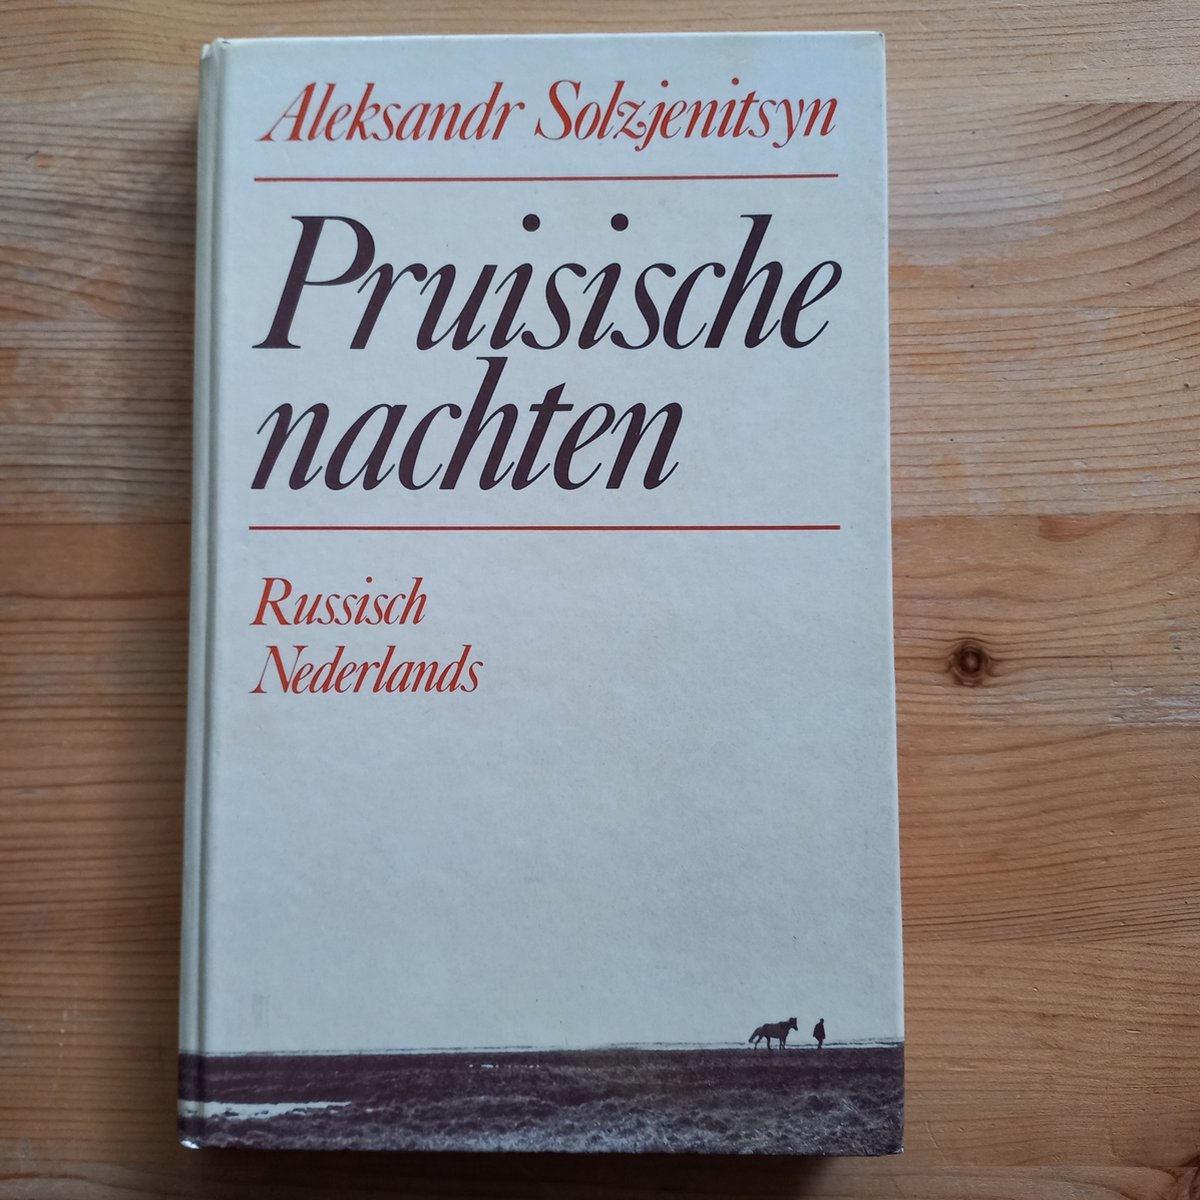 Aleksandr Solzjenitsyn
Pruisische
nachten
Russisch
Nederlands